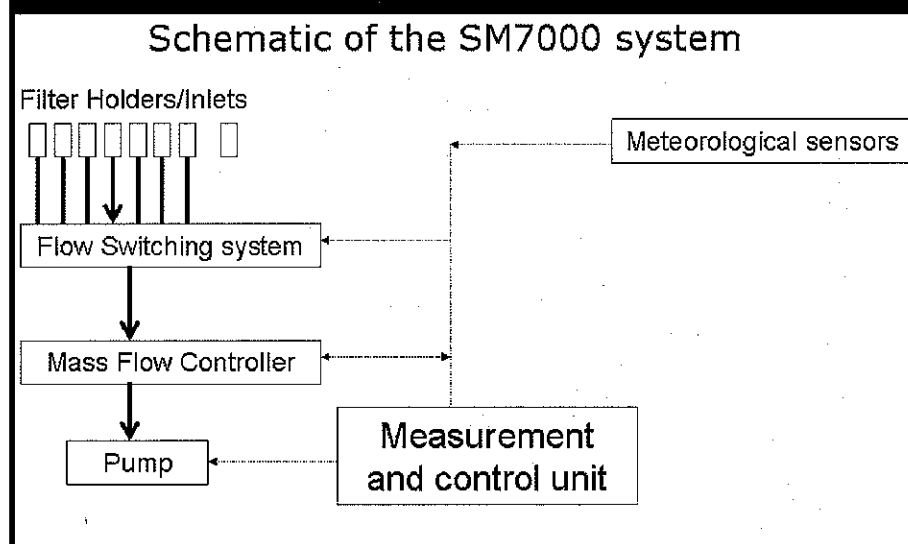 Schematic of the SM7000 system
Filter Holders/Inlets
Meteorological sensors
Flow Switching system
Mass Flow Controller
Measurement
and control unit
Pump